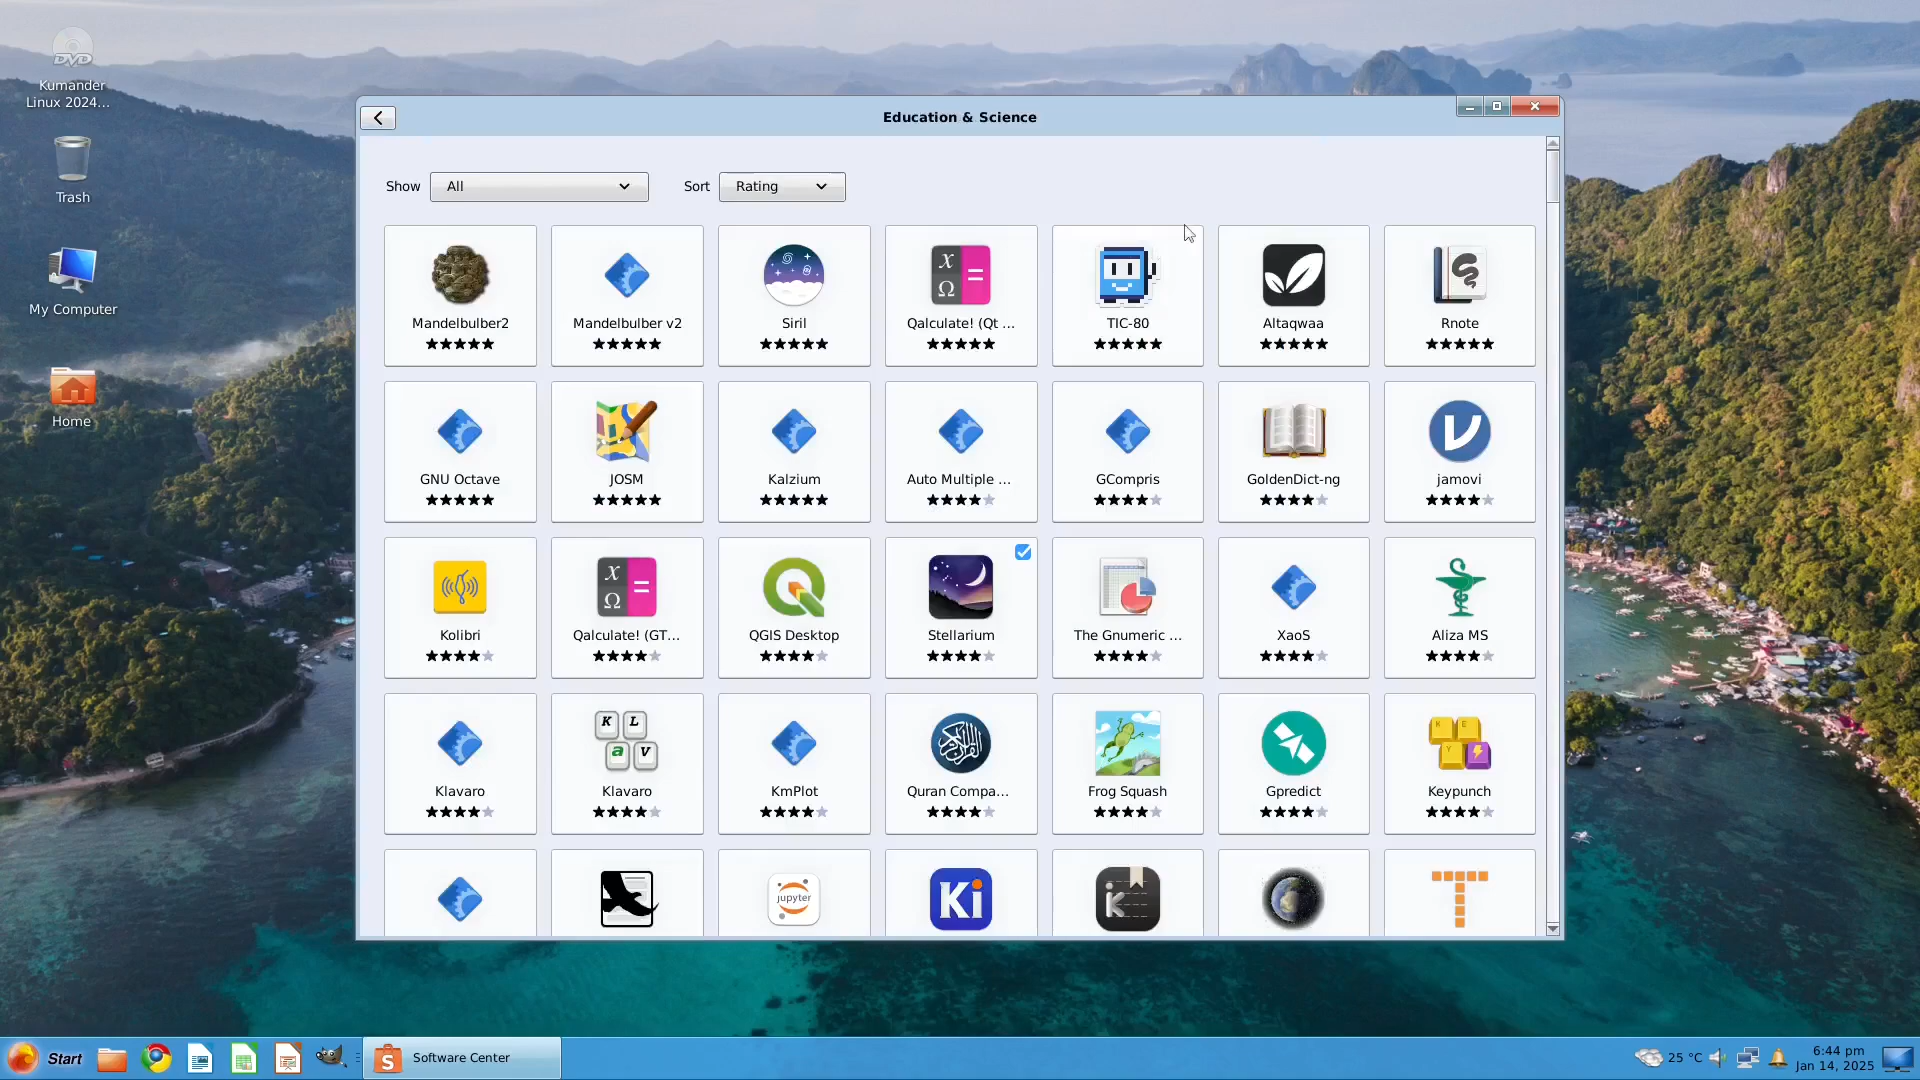 DVD
Kumander
Linux 2024...
Trash
My Computer
Home
Education & Science
Show
All
Sort
Rating
X
Ω
=
Mandelbulber2
Mandelbulber v2
Siril
Qalculate! (Qt ...
TIC-80
Altaqwaa
Rnote
GNU Octave
JOSM
Kalzium
Auto Multiple ...
GCompris
GoldenDict-ng
jamovi
X
Ω
=
Kolibri
Qalculate! (GT...
QGIS Desktop
Stellarium
The Gnumeric ...
XaoS
Aliza MS
K L
a V
K E
Y
Klavaro
Klavaro
KmPlot
Quran Compa...
Frog Squash
Gpredict
Keypunch
jupyter
Ki
k
Start
S
Software Center
25 °C
6:44 pm
Jan 14, 2025